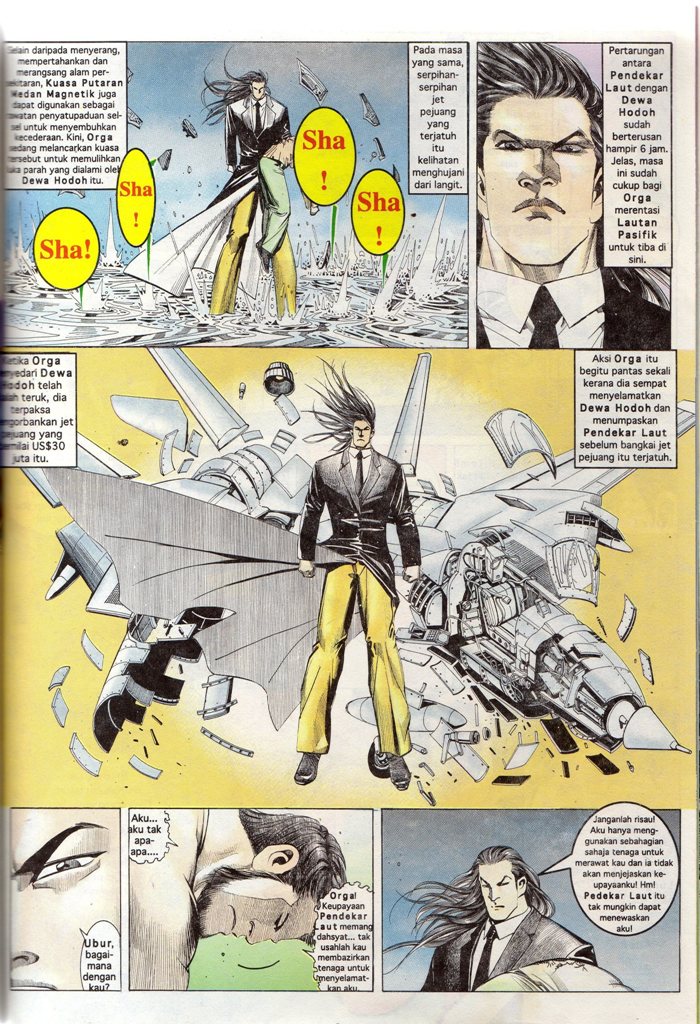 Selain daripada menyerang,
mempertahankan dan
merangsang alam per-
sekitaran, Kuasa Putaran
Medan Magnetik juga
dapat digunakan sebagai
rawatan penyatupaduan sel-
sel untuk menyembuhkan
kecederaan. Kini, Orga
sedang melancarkan kuasa
tersebut untuk memulihkan
luka parah yang dialami oleh
Dewa Hodoh itu.
Sha
!
Sha
!
Sha
!
Sha!
Pada masa
yang sama,
serpihan-
serpihan
jet
pejuang
yang
terjatuh
itu
kelihatan
menghujani
dari langit.
Pertarungan
antara
Pendekar
Laut dengan
Dewa
Hodoh
sudah
berterusan
hampir 6 jam.
Jelas, masa
ini sudah
cukup bagi
Orga
merentasi
Lautan
Pasifik
untuk tiba di
sini.
Ketika Orga
menyedari Dewa
Hodoh telah
teruk, dia
terpaksa
mengorbankan jet
pejuang yang
bernilai US$30
juta itu.
Aksi Orga itu
begitu pantas sekali
kerana dia sempat
menyelamatkan
Dewa Hodoh dan
menumpaskan
Pendekar Laut
sebelum bangkai jet
pejuang itu terjatuh.
Ubur,
bagai-
mana
dengan
kau?
Aku...
aku tak
apa-
apa....
Orga!
Keupayaan
Pendekar
Laut memang
dahsyat... tak
usahlah kau
membazirkan
tenaga untuk
menyelamat-
kan aku.
Janganlah risau!
Aku hanya meng-
gunakan sebahagian
sahaja tenaga untuk
merawat kau dan ia tidak
akan menjejaskan ke-
upayaanku! Hm!
Pedekar Laut itu
tak mungkin dapat
menewaskan
aku!